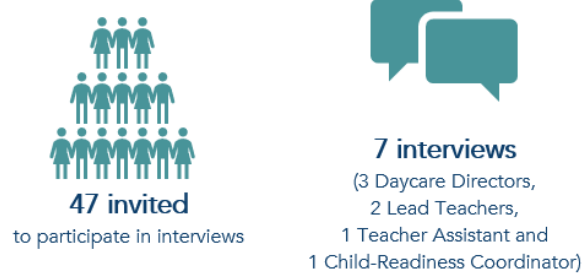 47 invited
to participate in interviews
7 interviews
(3 Daycare Directors,
2 Lead Teachers,
1 Teacher Assistant and
1 Child-Readiness Coordinator)